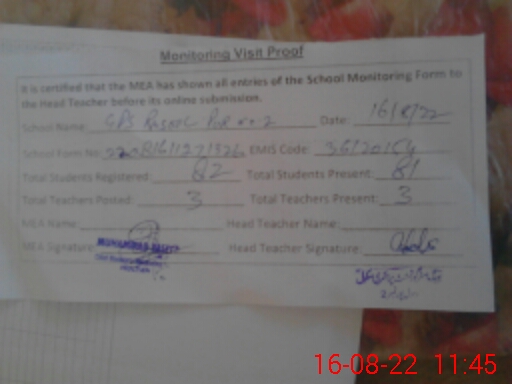 Monitoring Visit Proof
It is certified that the MEA has shown all entries of the School Monitoring Form to
the Head Teacher before its online submission.
School Name: GPS Date: 16/8/22
School Form No: EMIS Code:
Total Students Registered: 82 Total Students Present: 81
Total Teachers Posted: 3 Total Teachers Present: 3
MEA Name: Head Teacher Name:
MEA Signature: Head Teacher Signature:
16-08-22 11:45